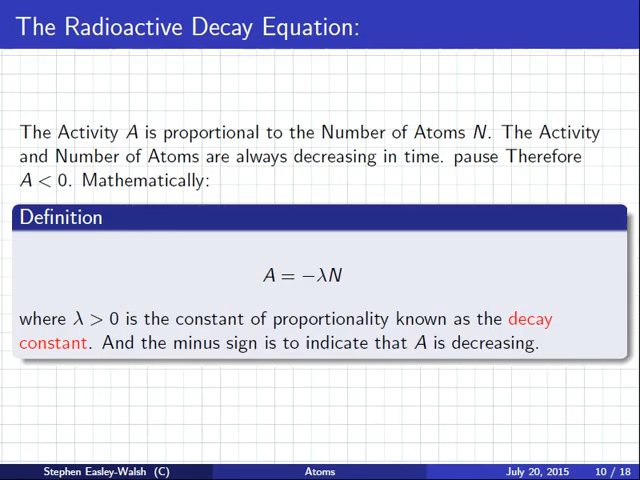 The Radioactive Decay Equation:
The Activity A is proportional to the Number of Atoms N. The Activity
and Number of Atoms are always decreasing in time. pause Therefore
A < 0. Mathematically:
Definition
A = −λN
where λ > 0 is the constant of proportionality known as the decay
constant. And the minus sign is to indicate that A is decreasing.
Stephen Easley-Walsh (C) Atoms July 20, 2015 10 / 18